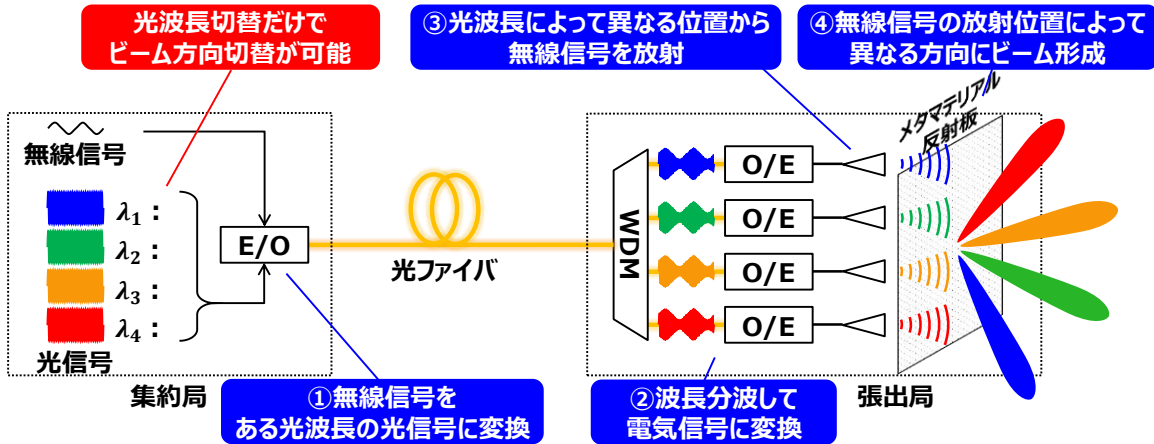 光波長切替だけで
ビーム方向切替が可能
③光波長によって異なる位置から
無線信号を放射
④無線信号の放射位置によって
異なる方向にビーム形成
無線信号
λ₁ :
λ₂ :
λ₃ :
λ₄ :
光信号
E/O
集約局
①無線信号を
ある光波長の光信号に変換
光ファイバ
WDM
O/E
O/E
O/E
O/E
②波長分波して
電気信号に変換
メタマテリアル
反射板
張出局